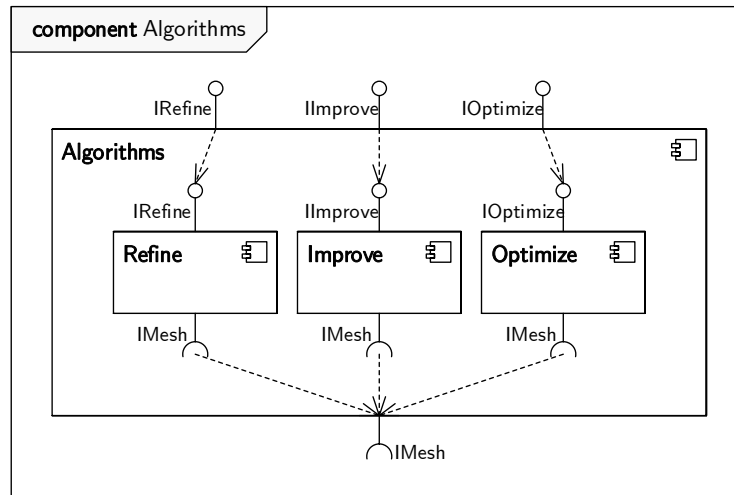 component Algorithms
IRefine
IImprove
IOptimize
Algorithms
IRefine
IImprove
IOptimize
Refine
Improve
Optimize
IMesh
IMesh
IMesh
IMesh